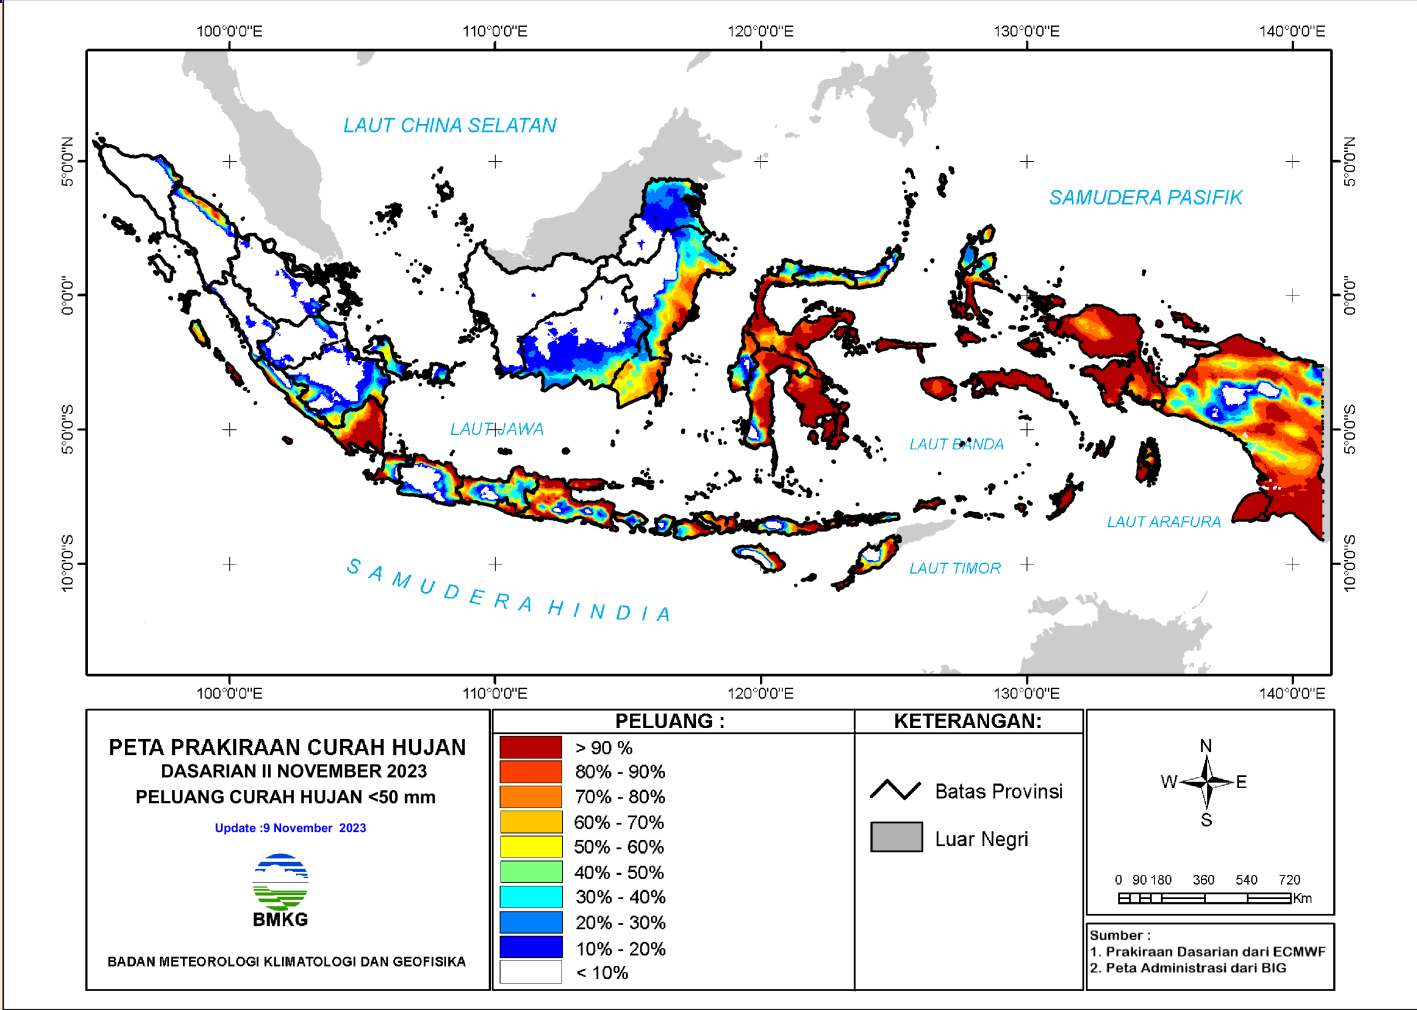 100°0'0"E 110°0'0"E 120°0'0"E 130°0'0"E 140°0'0"E
LAUT CHINA SELATAN
5°0'0"N 5°0'0"N
SAMUDERA PASIFIK
0°0'0" 0°0'0"
5°0'0"S 5°0'0"S
LAUT JAWA
LAUT BANDA
2
LAUT ARAFURA
10°0'0"S 10°0'0"S
LAUT TIMOR
SAMUDERA HINDIA
100°0'0"E 110°0'0"E 120°0'0"E 130°0'0"E 140°0'0"E
PETA PRAKIRAAN CURAH HUJAN
DASARIAN II NOVEMBER 2023
PELUANG CURAH HUJAN <50 mm
Update :9 November 2023
BMKG
BADAN METEOROLOGI KLIMATOLOGI DAN GEOFISIKA
PELUANG :
> 90 %
80% - 90%
70% - 80%
60% - 70%
50% - 60%
40% - 50%
30% - 40%
20% - 30%
10% - 20%
< 10%
KETERANGAN:
Batas Provinsi
Luar Negri
N
W E
S
0 90 180 360 540 720
Km
Sumber :
1. Prakiraan Dasarian dari ECMWF
2. Peta Administrasi dari BIG